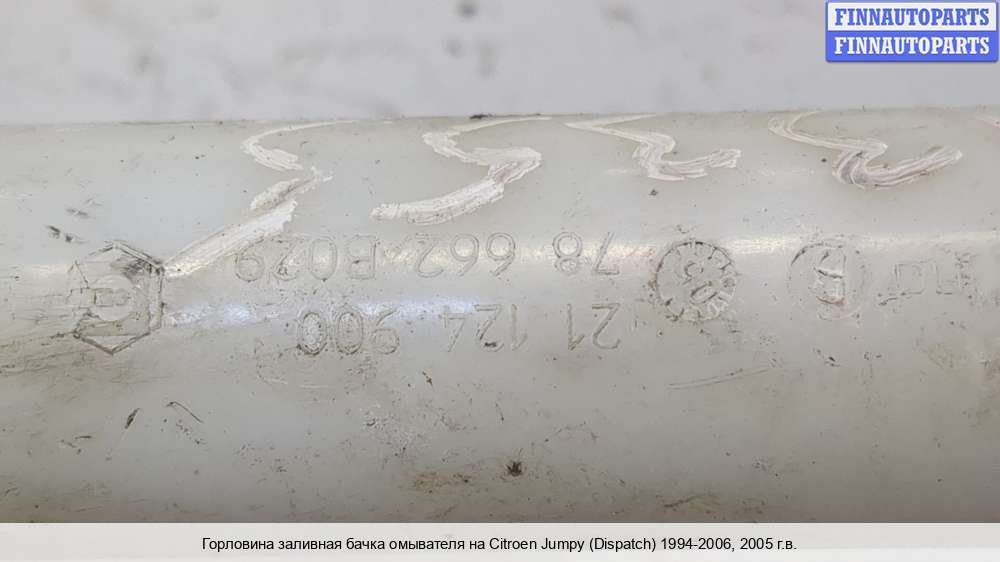 FINNAUTOPARTS
FINNAUTOPARTS
21 124 900
78 662-B029
Горловина заливная бачка омывателя на Citroen Jumpy (Dispatch) 1994-2006, 2005 г.в.